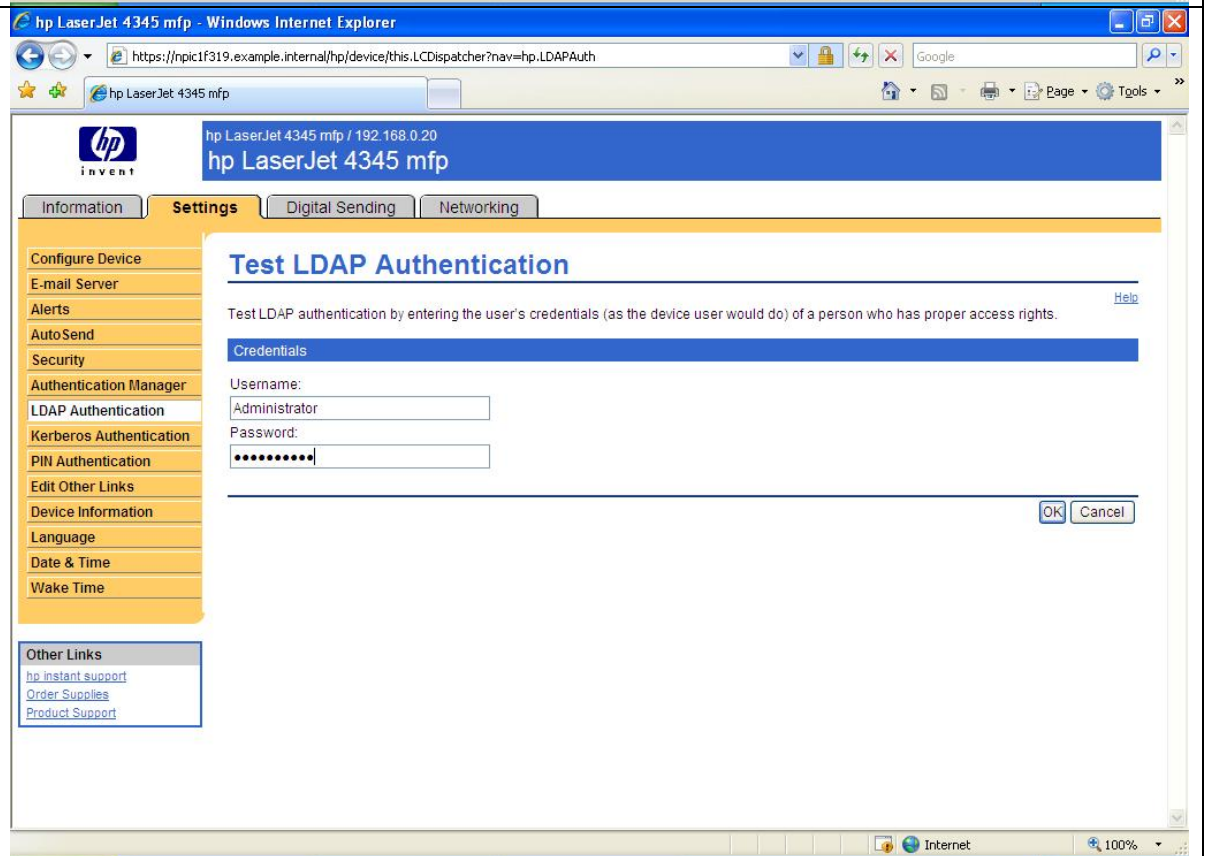 hp LaserJet 4345 mfp - Windows Internet Explorer
https://npic1f319.example.internal/hp/device/this.LCDispatcher?nav=hp.LDAPAuth
Google
hp LaserJet 4345 mfp
Page
Tools
hp
invent
hp LaserJet 4345 mfp / 192.168.0.20
hp LaserJet 4345 mfp
Information
Settings
Digital Sending
Networking
Configure Device
E-mail Server
Alerts
AutoSend
Security
Authentication Manager
LDAP Authentication
Kerberos Authentication
PIN Authentication
Edit Other Links
Device Information
Language
Date & Time
Wake Time
Other Links
hp instant support
Order Supplies
Product Support
Test LDAP Authentication
Help
Test LDAP authentication by entering the user's credentials (as the device user would do) of a person who has proper access rights.
Credentials
Username:
Administrator
Password:
••••••••••
OK
Cancel
Internet
100%